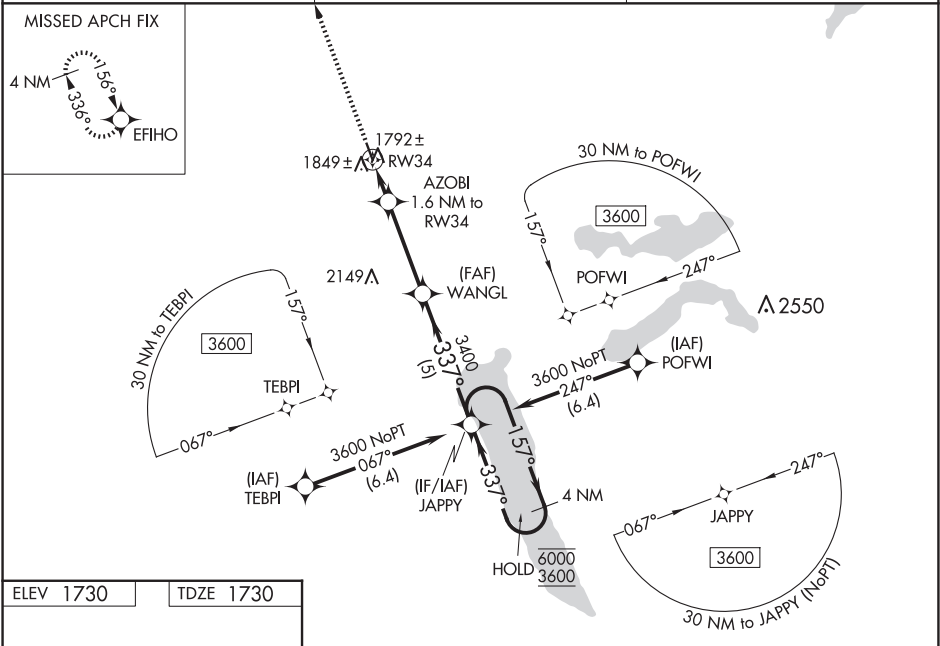 MISSED APCH FIX
4 NM
156°
336°
EFIHO
1792±
1849±
RW34
AZOBI
1.6 NM to
RW34
30 NM to POFWI
3600
157°
247°
POFWI
2149
(FAF)
WANGL
2550
30 NM to TEBPI
3600
157°
TEBPI
067°
3400
337°
(5)
(IAF)
POFWI
3600 NoPT
247°
(6.4)
3600 NoPT
067°
(6.4)
(IAF)
TEBPI
(IF/IAF)
JAPPY
157°
337°
4 NM
HOLD
6000
3600
247°
067°
JAPPY
3600
30 NM to JAPPY (NoPT)
ELEV 1730
TDZE 1730